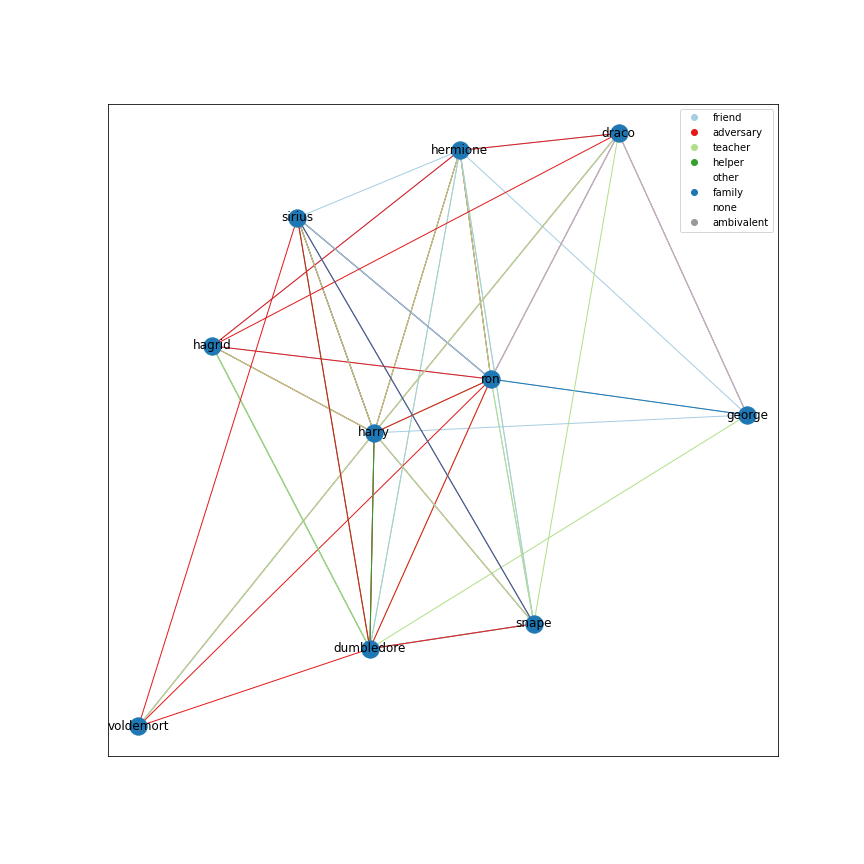 friend
draco
adversary
hermione
teacher
helper
other
family
none
sirius
ambivalent
hagrid
ron
george
harry
snape
dumbledore
voldemort